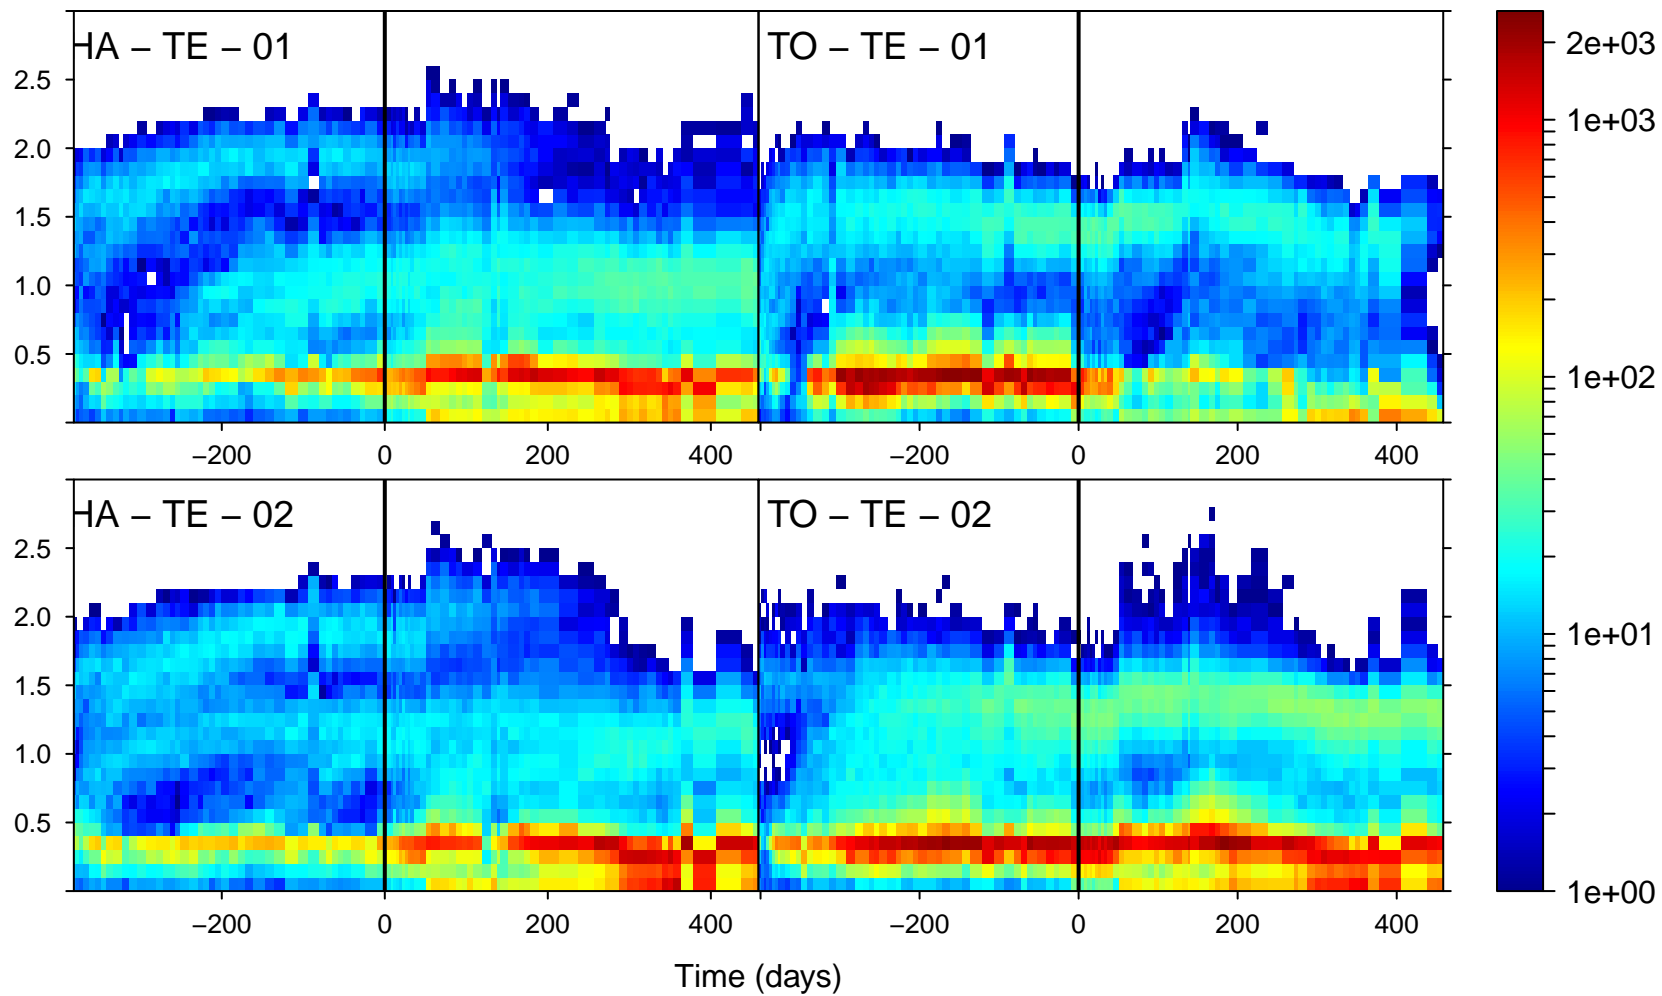 HA – TE – 01 TO – TE – 01
2e+03
2.5
1e+03
2.0
1.5
1.0
1e+02
0.5
−200 0 200 400 −200 0 200 400
HA – TE – 02 TO – TE – 02
2.5
2.0
1e+01
1.5
1.0
0.5
1e+00
−200 0 200 400 −200 0 200 400
Time (days)